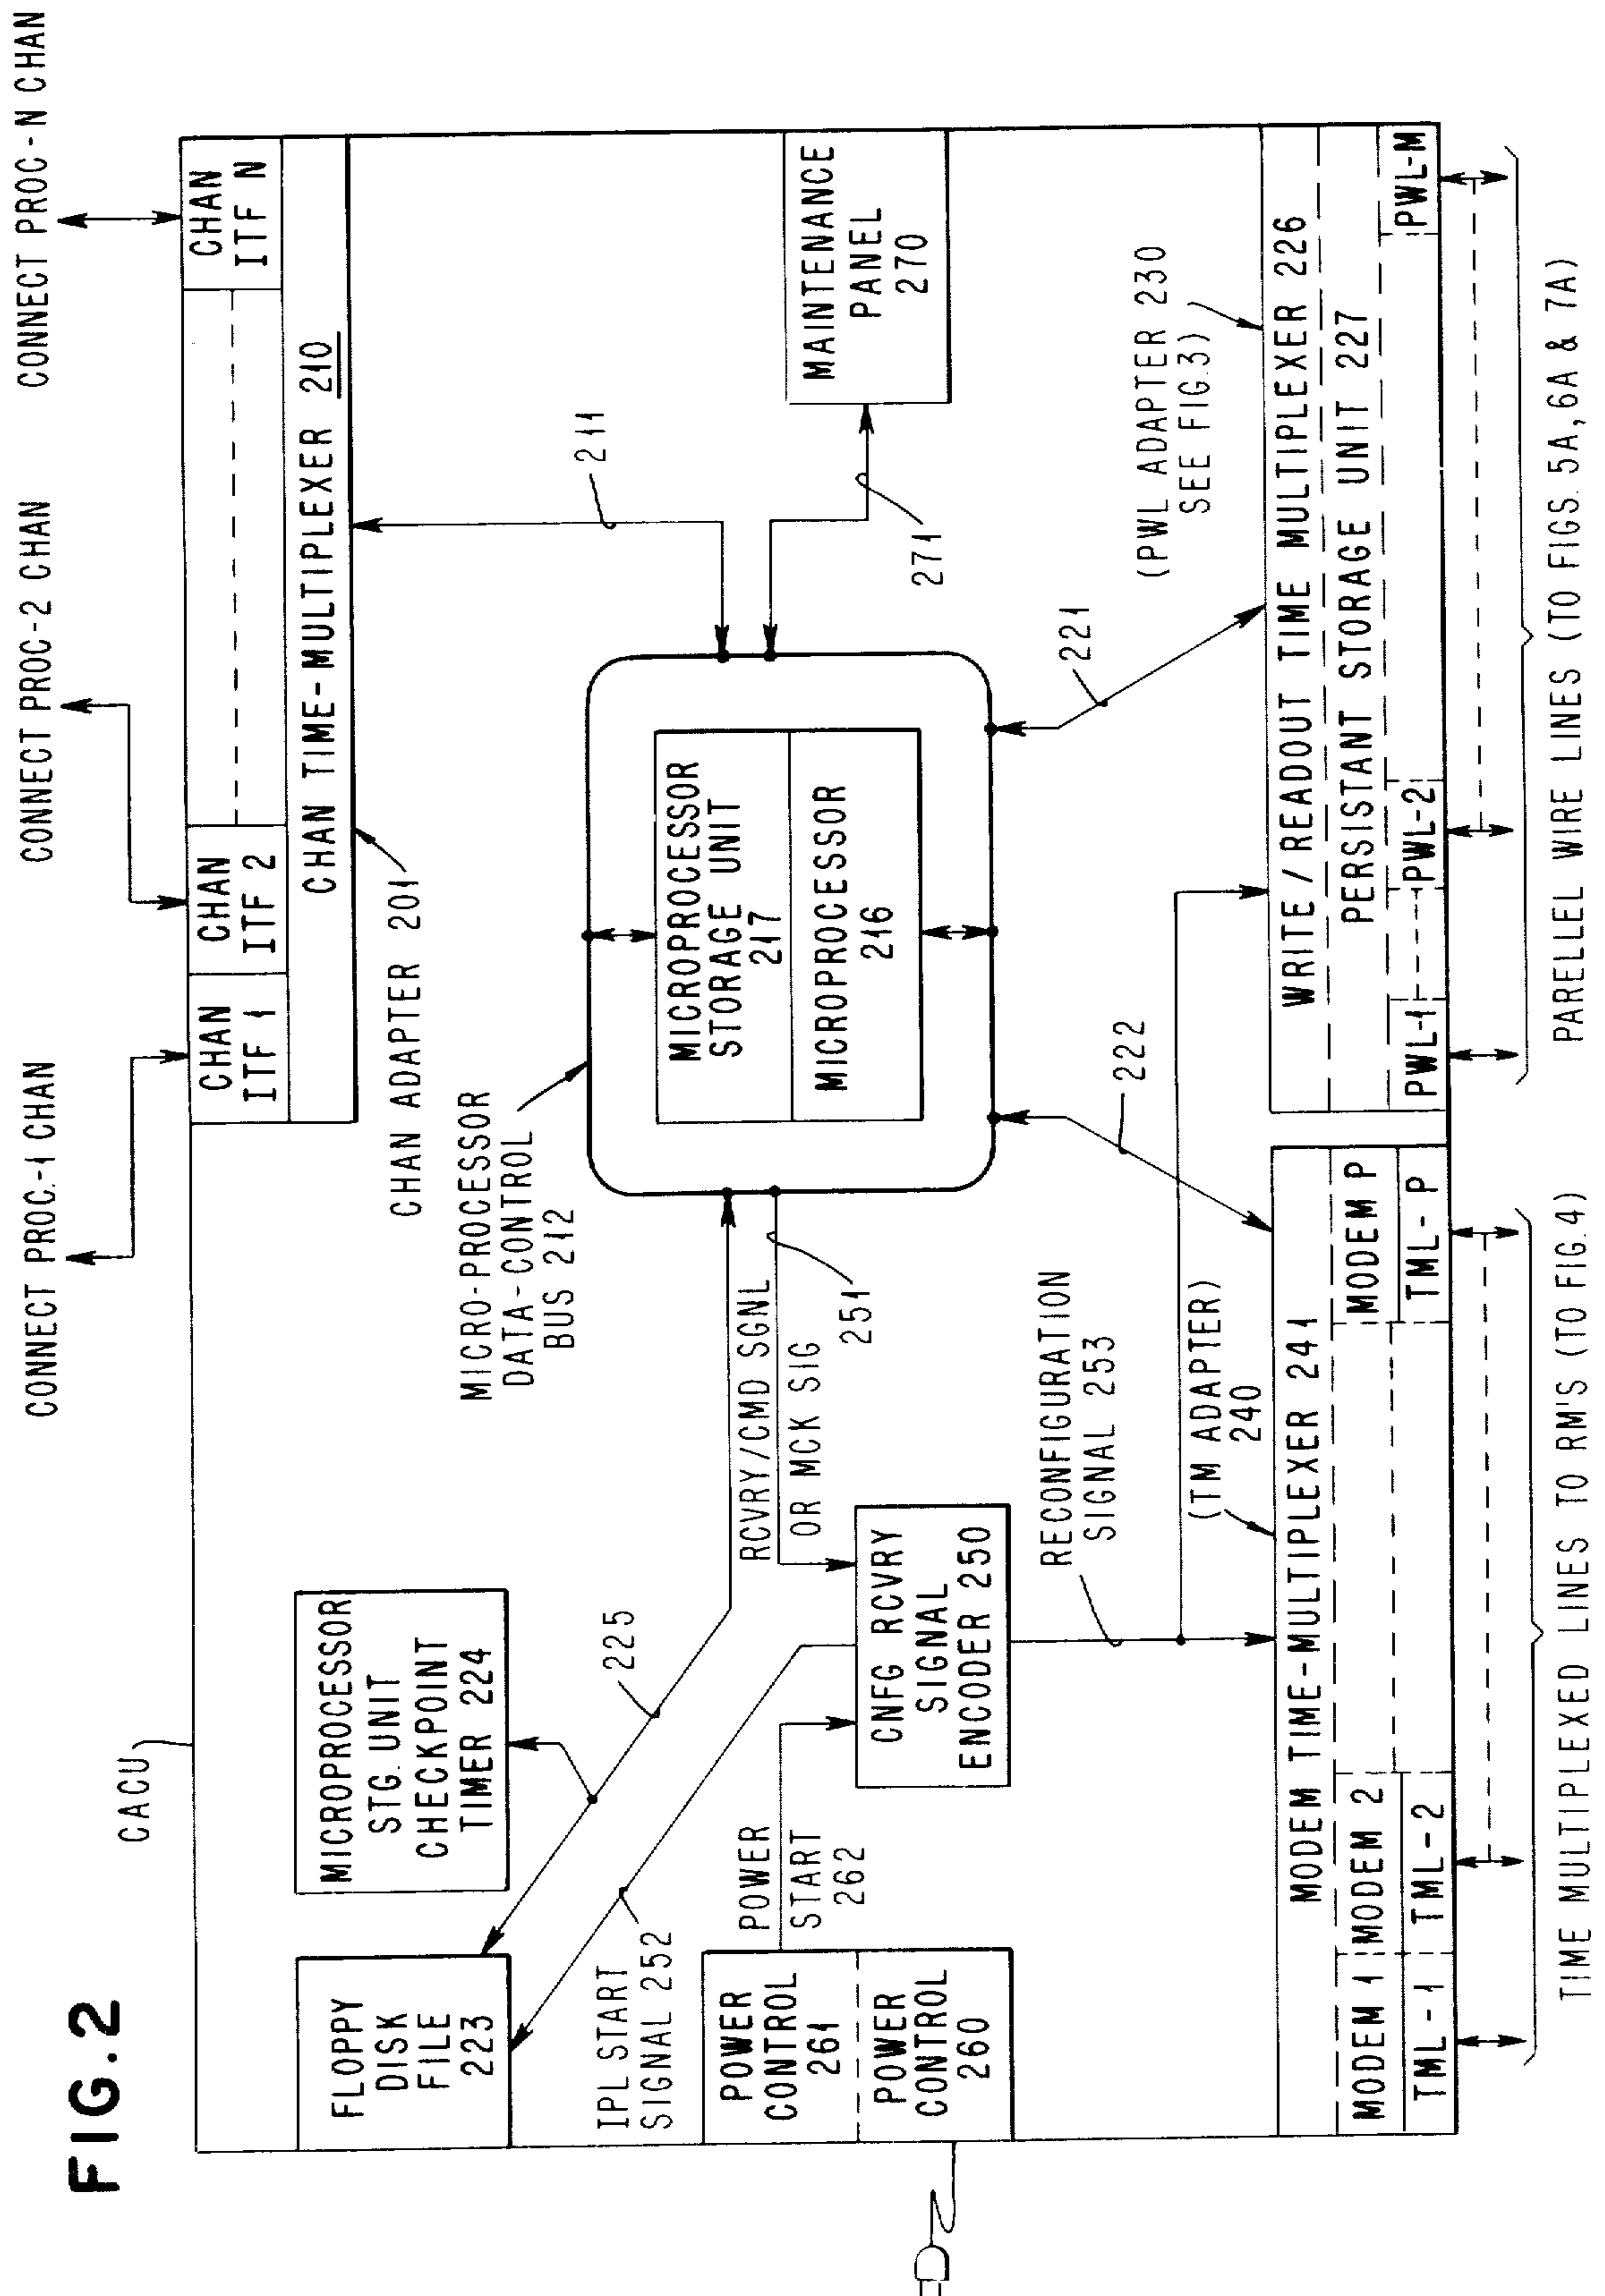 FIG.2
CONNECT PROC.-1 CHAN
CONNECT PROC-2 CHAN
CONNECT PROC-N CHAN
CACU
CHAN
ITF 1
CHAN
ITF 2
CHAN
ITF N
CHAN TIME-MULTIPLEXER 210
CHAN ADAPTER 201
FLOPPY
DISK
FILE
223
MICROPROCESSOR
STG. UNIT
CHECKPOINT
TIMER 224
MICRO-PROCESSOR
DATA-CONTROL
BUS 212
211
225
IPL START
SIGNAL 252
RCVRY/CMD SGNL
OR MCK SIG
251
MICROPROCESSOR
STORAGE UNIT
217
MICROPROCESSOR
216
MAINTENANCE
PANEL
270
271
POWER
CONTROL
261
POWER
CONTROL
260
POWER
START
262
CNFG RCVRY
SIGNAL
ENCODER 250
RECONFIGURATION
SIGNAL 253
222
221
(TM ADAPTER)
240
(PWL ADAPTER 230
SEE FIG.3)
MODEM TIME-MULTIPLEXER 241
MODEM 1
MODEM 2
MODEM P
TML-1
TML-2
TML-P
WRITE / READOUT TIME MULTIPLEXER 226
PERSISTANT STORAGE UNIT 227
PWL-1
PWL-2
PWL-M
TIME MULTIPLEXED LINES TO RM'S (TO FIG.4)
PARELLEL WIRE LINES (TO FIGS. 5A, 6A & 7A)